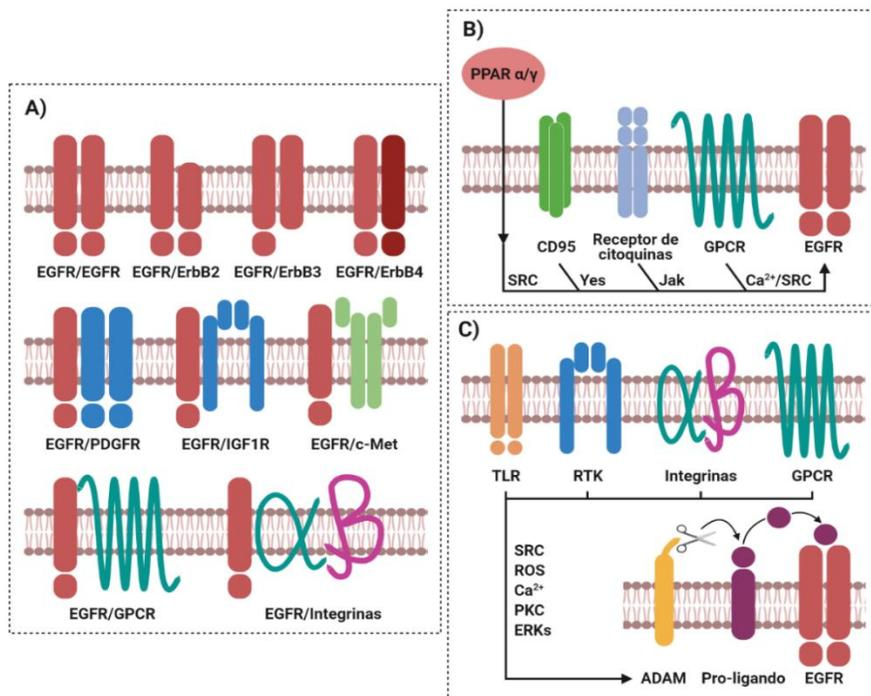 A)
EGFR/EGFR EGFR/ErbB2 EGFR/ErbB3 EGFR/ErbB4
EGFR/PDGFR EGFR/IGF1R EGFR/c-Met
EGFR/GPCR EGFR/Integrinas
B)
PPAR α/γ
CD95 Receptor de citoquinas GPCR EGFR
SRC Yes Jak Ca²⁺/SRC
C)
TLR RTK Integrinas GPCR
SRC
ROS
Ca²⁺
PKC
ERKs
ADAM Pro-ligando EGFR